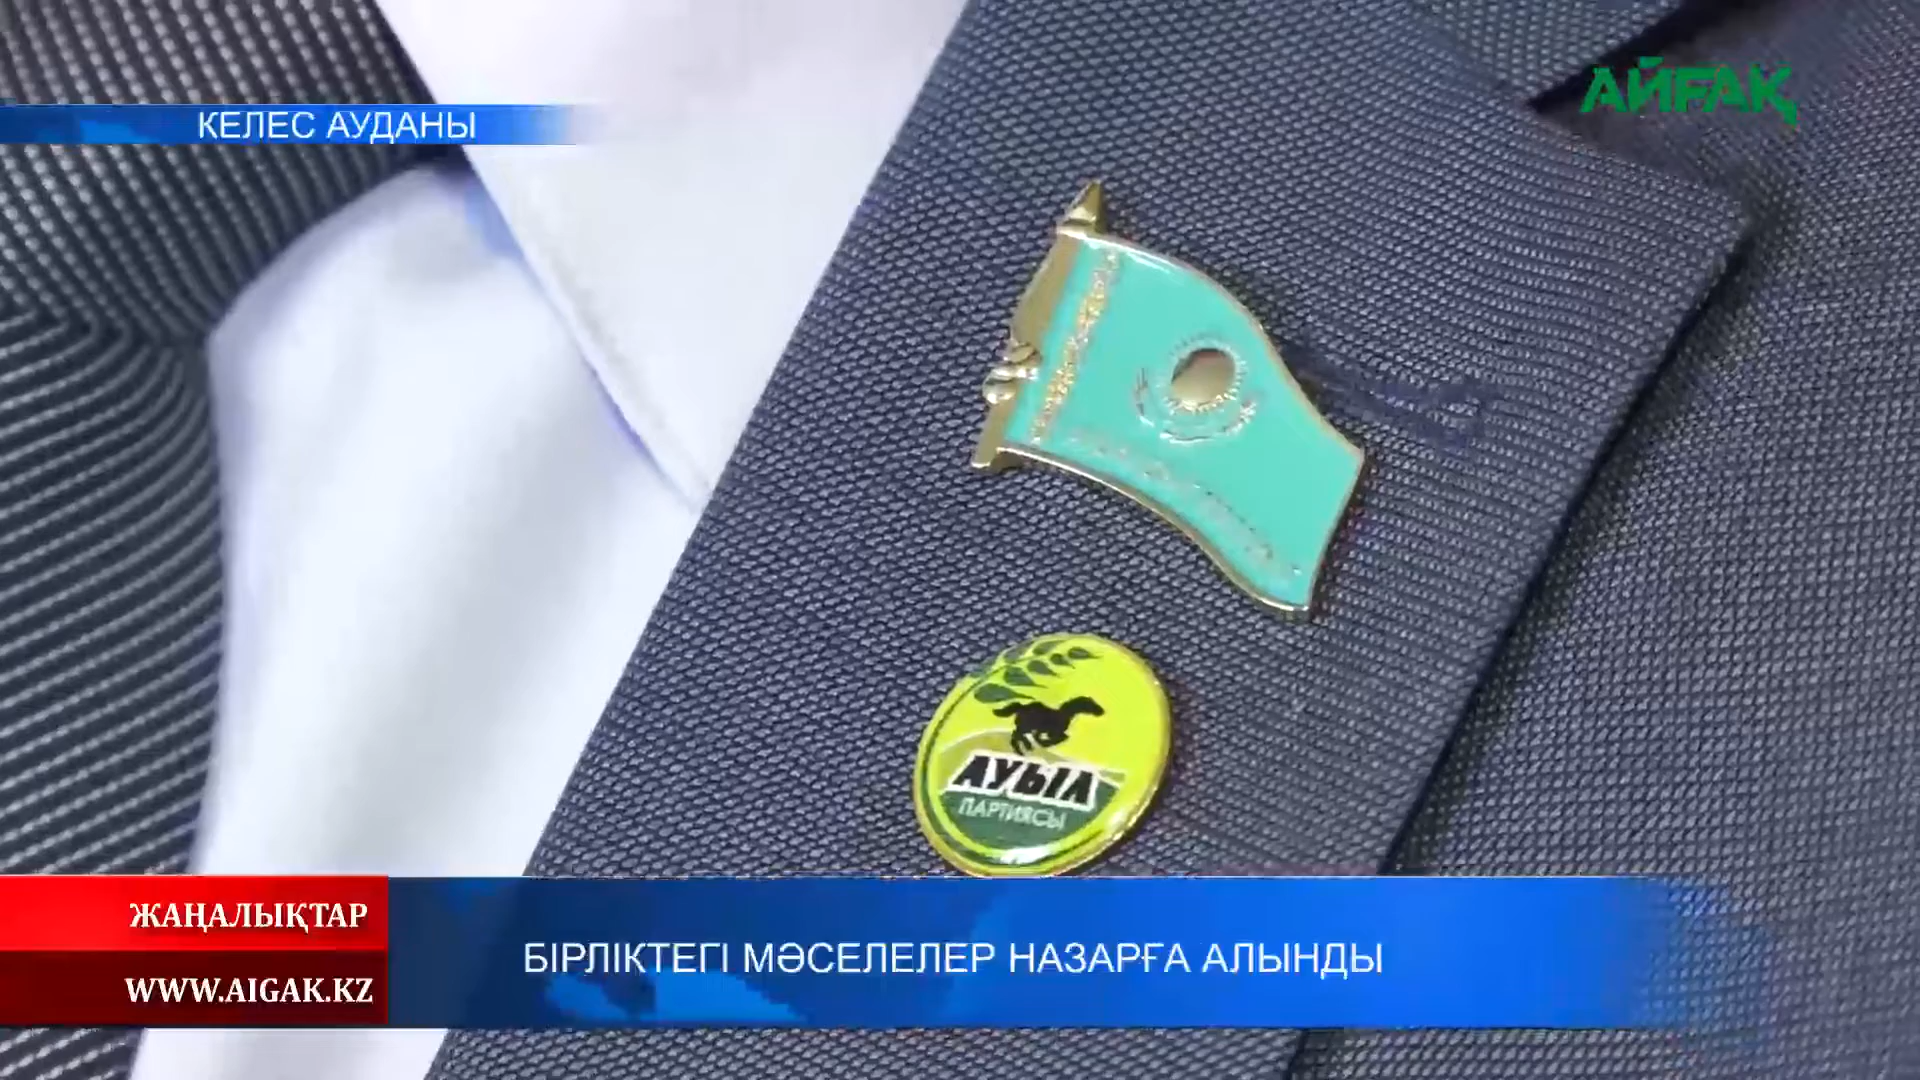 АЙҒАҚ
КЕЛЕС АУДАНЫ
АУЫЛ
ПАРТИЯСЫ
ЖАҢАЛЫҚТАР
WWW.AIGAK.KZ
БІРЛІКТЕГІ МӘСЕЛЕЛЕР НАЗАРҒА АЛЫНДЫ